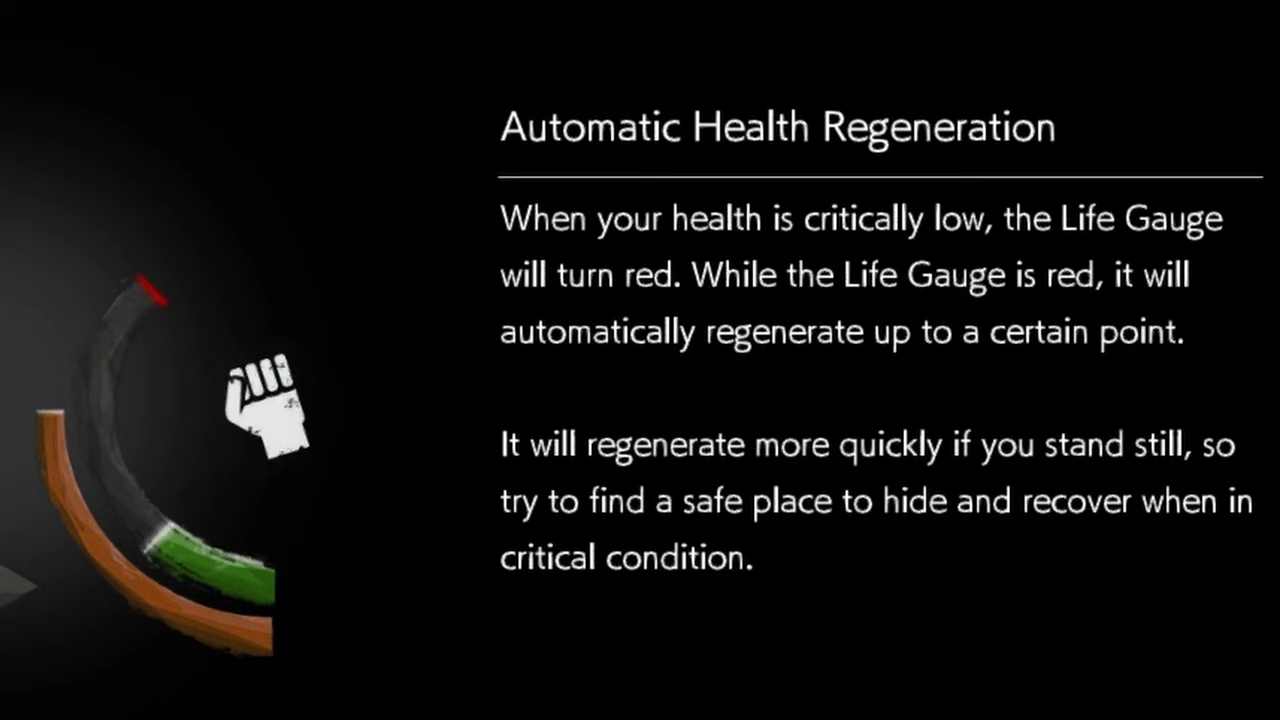 Automatic Health Regeneration
When your health is critically low, the Life Gauge
will turn red. While the Life Gauge is red, it will
automatically regenerate up to a certain point.
It will regenerate more quickly if you stand still, so
try to find a safe place to hide and recover when in
critical condition.